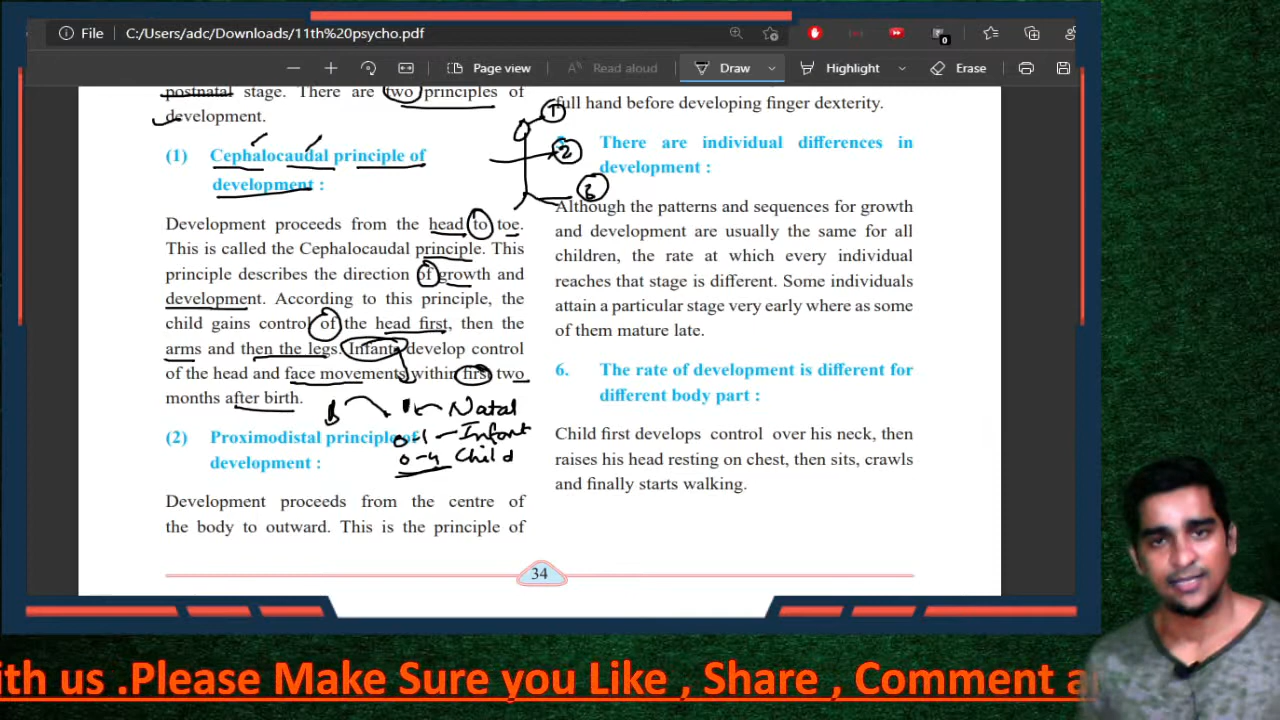 File C:/Users/adc/Downloads/11th%20psycho.pdf
0
Page view Read aloud Draw Highlight Erase
postnatal stage. There are two principles of
development.
(1) Cephalocaudal principle of
development :
Development proceeds from the head to toe.
This is called the Cephalocaudal principle. This
principle describes the direction of growth and
development. According to this principle, the
child gains control of the head first, then the
arms and then the legs. Infants develop control
of the head and face movements within first two
months after birth.
Natal
0-1 - Infant
0-4 Child
(2) Proximodistal principle of
development :
Development proceeds from the centre of
the body to outward. This is the principle of
1
2
3
full hand before developing finger dexterity.
5. There are individual differences in
development :
Although the patterns and sequences for growth
and development are usually the same for all
children, the rate at which every individual
reaches that stage is different. Some individuals
attain a particular stage very early where as some
of them mature late.
6. The rate of development is different for
different body part :
Child first develops control over his neck, then
raises his head resting on chest, then sits, crawls
and finally starts walking.
34
ith us .Please Make Sure you Like , Share , Comment a